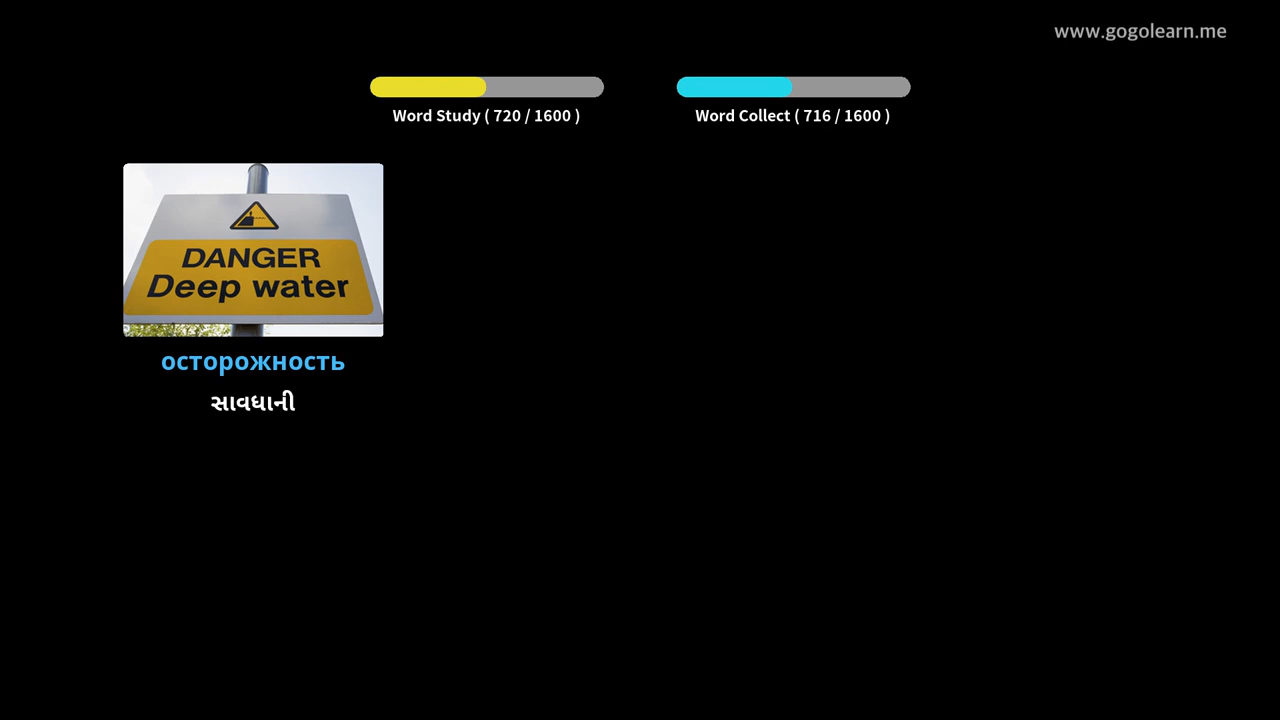 www.gogolearn.me
Word Study ( 720 / 1600 )
Word Collect ( 716 / 1600 )
DANGER
Deep water
осторожность
સાવધાની